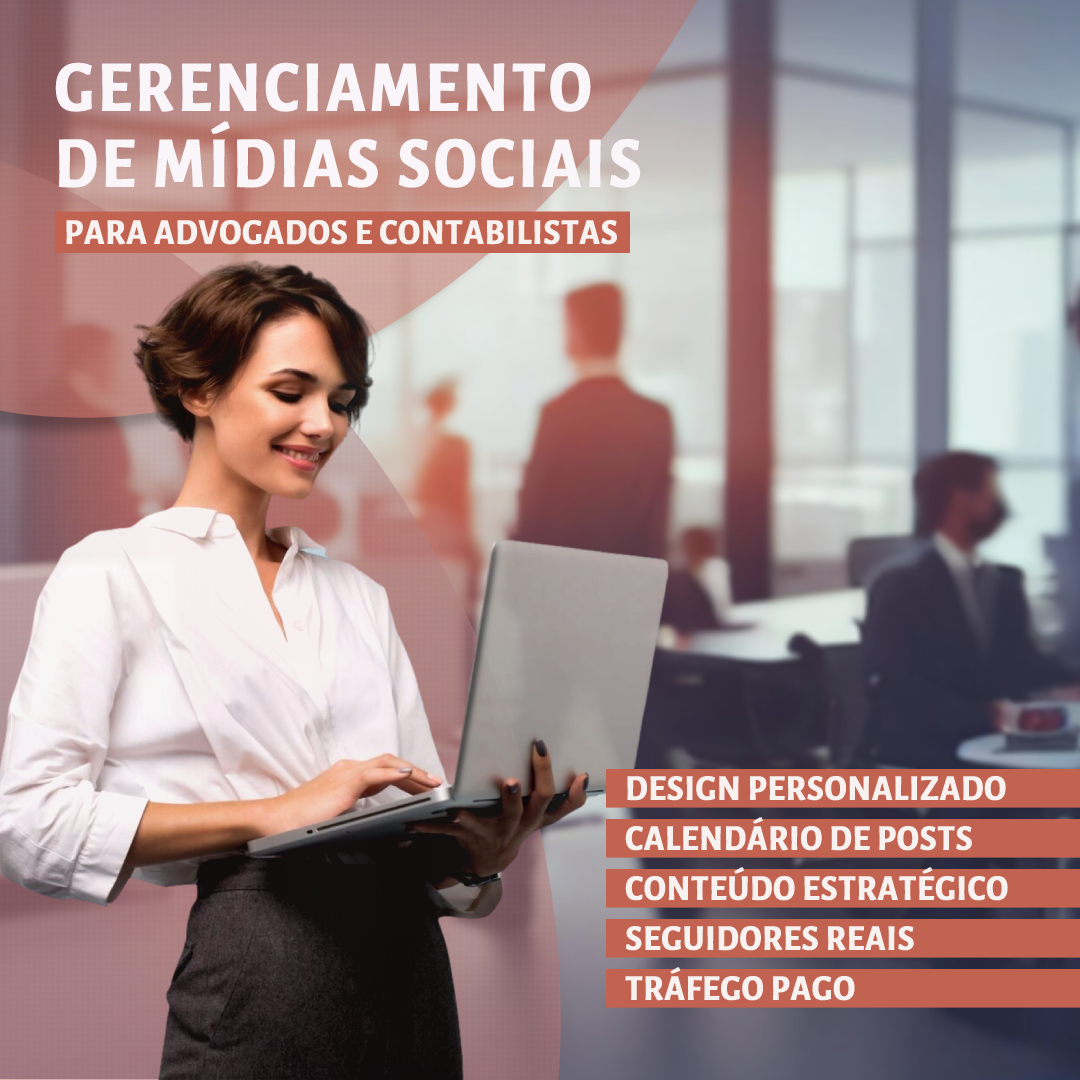 GERENCIAMENTO
DE MÍDIAS SOCIAIS
PARA ADVOGADOS E CONTABILISTAS
DESIGN PERSONALIZADO
CALENDÁRIO DE POSTS
CONTEÚDO ESTRATÉGICO
SEGUIDORES REAIS
TRÁFEGO PAGO